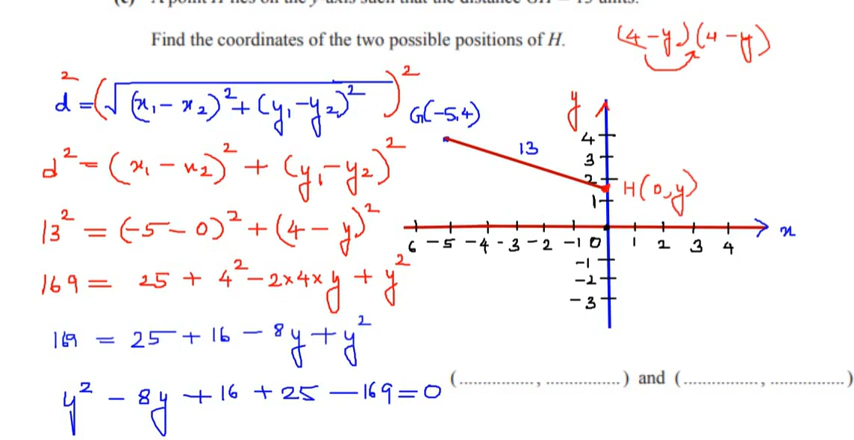 Find the coordinates of the two possible positions of H.
(4-y)(4-y)
d² = (√(x₁ - x₂)² + (y₁ - y₂)²)²
d² = (x₁ - x₂)² + (y₁ - y₂)²
13² = (-5 - 0)² + (4 - y)²
169 = 25 + 4² - 2×4×y + y²
169 = 25 + 16 - 8y + y²
y² - 8y + 16 + 25 - 169 = 0
G(-5,4)
13
H(0,y)
y
4
3
2
1
6 -5 -4 -3 -2 -1 0 1 2 3 4 x
-1
-2
-3
(.............. , ..............) and (.............. , ..............)